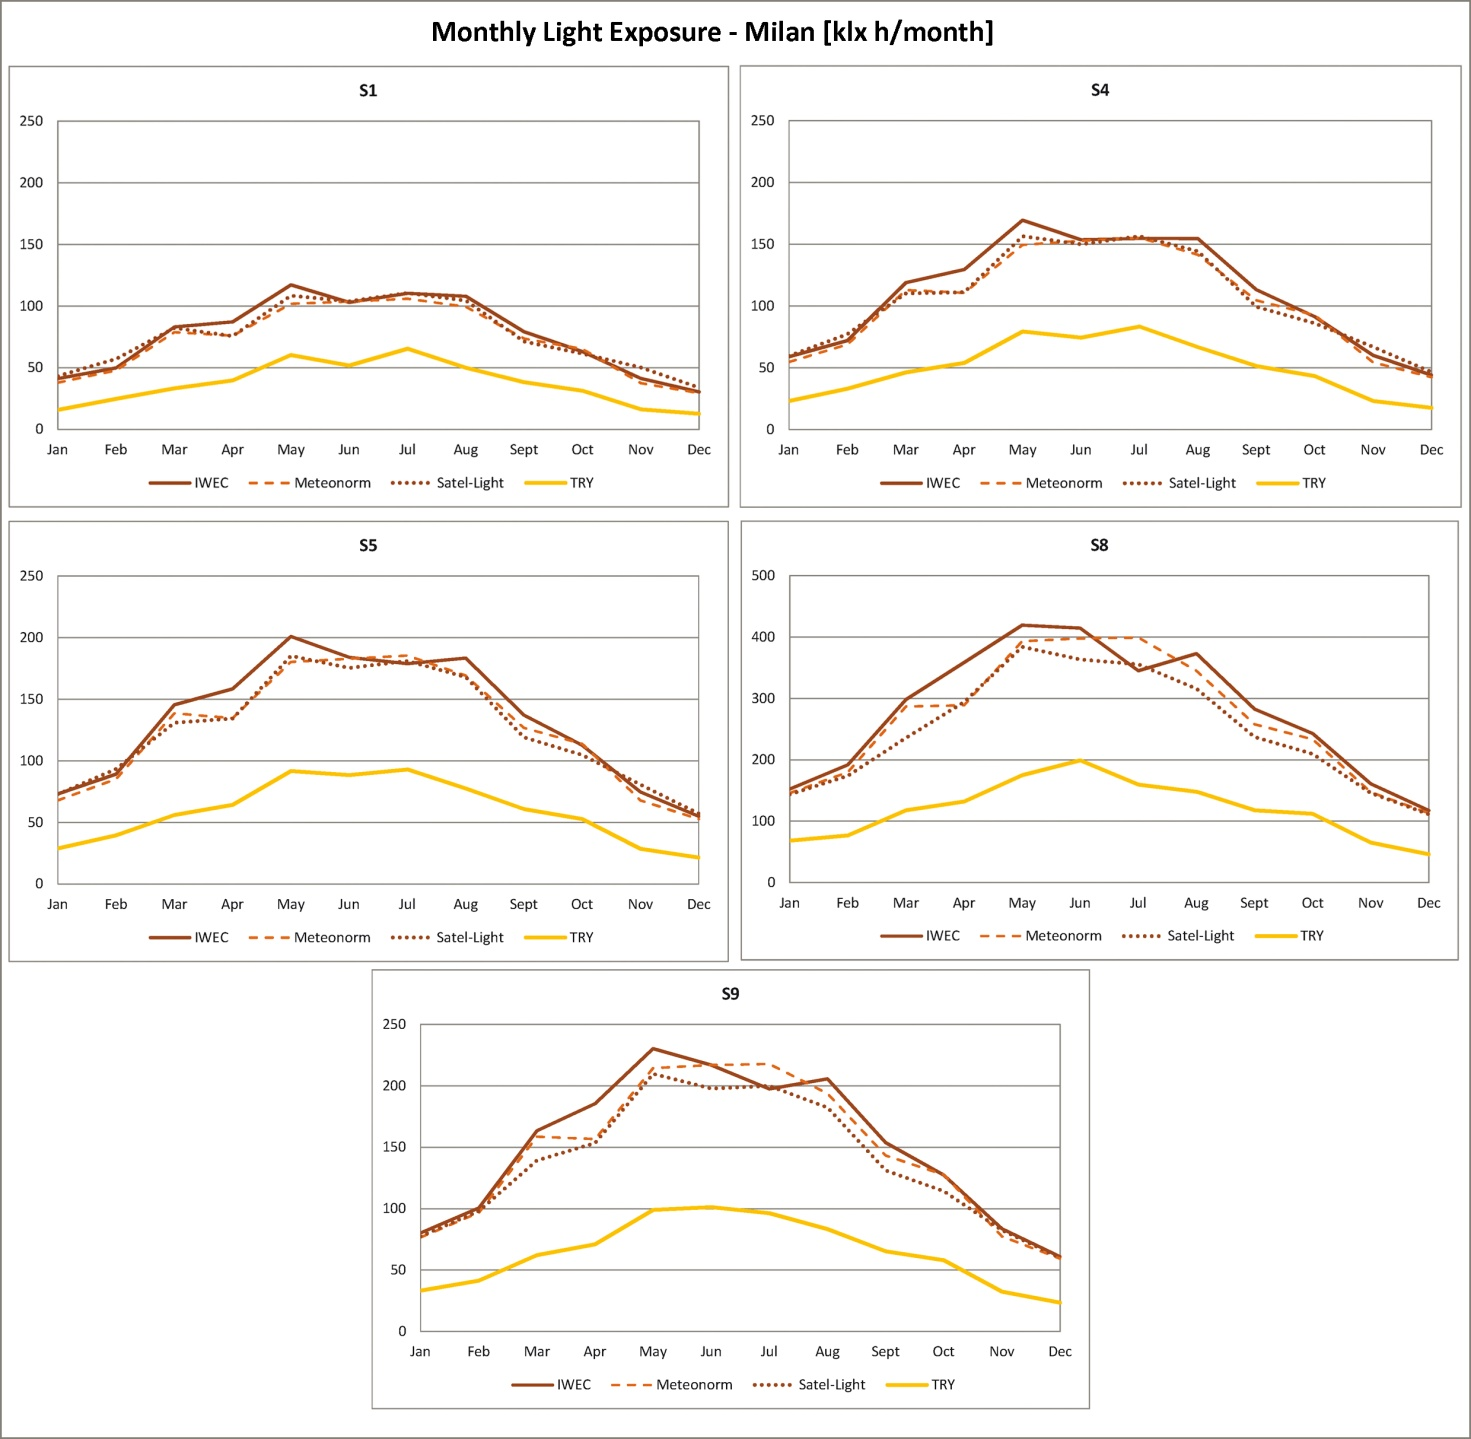 Monthly Light Exposure - Milan [klx h/month]
S1
250
200
150
100
50
0
Jan Feb Mar Apr May Jun Jul Aug Sept Oct Nov Dec
IWEC Meteonorm Satel-Light TRY
S4
250
200
150
100
50
0
Jan Feb Mar Apr May Jun Jul Aug Sept Oct Nov Dec
IWEC Meteonorm Satel-Light TRY
S5
250
200
150
100
50
0
Jan Feb Mar Apr May Jun Jul Aug Sept Oct Nov Dec
IWEC Meteonorm Satel-Light TRY
S8
500
400
300
200
100
0
Jan Feb Mar Apr May Jun Jul Aug Sept Oct Nov Dec
IWEC Meteonorm Satel-Light TRY
S9
250
200
150
100
50
0
Jan Feb Mar Apr May Jun Jul Aug Sept Oct Nov Dec
IWEC Meteonorm Satel-Light TRY